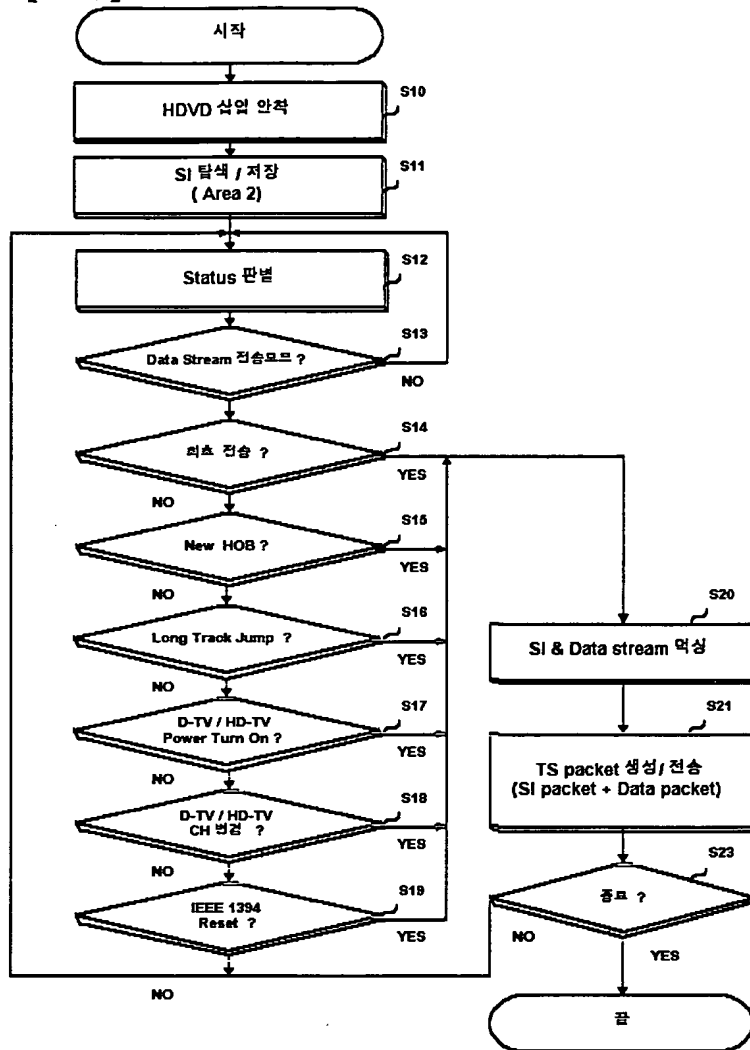 시작
S10
HDVD 삽입 안착
S11
SI 탐색 / 저장
( Area 2)
S12
Status 판별
S13
Data Stream 전송모드 ?
NO
S14
최초 전송 ?
YES
NO
S15
New HOB ?
YES
NO
S16
Long Track Jump ?
YES
NO
S17
D-TV / HD-TV
Power Turn On ?
YES
NO
S18
D-TV / HD-TV
CH 변경 ?
YES
NO
S19
IEEE 1394
Reset ?
YES
NO
S20
SI & Data stream 먹싱
S21
TS packet 생성/ 전송
(SI packet + Data packet)
S23
종료 ?
NO
YES
끝